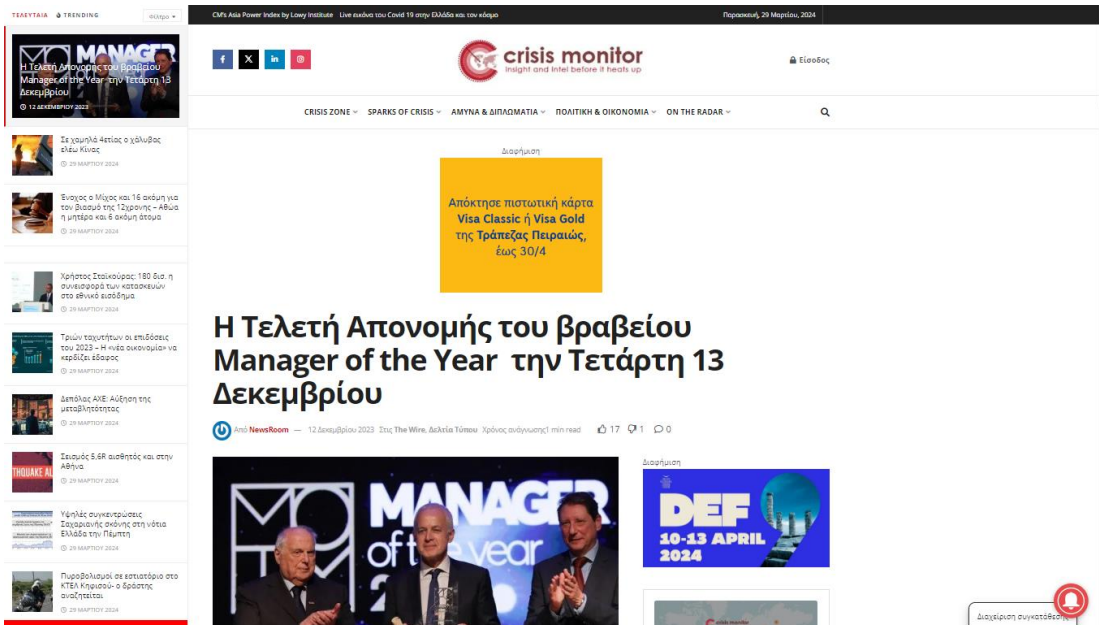 ΤΕΛΕΥΤΑΙΑ
TRENDING
Φίλτρο
Η Τελετή Απονομής του βραβείου
Manager of the Year την Τετάρτη 13
Δεκεμβρίου
12 ΔΕΚΕΜΒΡΙΟΥ 2023
Σε χαμηλά 4ετίας ο χάλυβας
ελέω Κίνας
29 ΜΑΡΤΙΟΥ 2024
Ένοχος ο Μίχος και 16 ακόμη για
τον βιασμό της 12χρονης – Αθώα
η μητέρα και 6 ακόμη άτομα
29 ΜΑΡΤΙΟΥ 2024
Χρήστος Σταϊκούρας: 180 δισ. η
συνεισφορά των κατασκευών
στο εθνικό εισόδημα
29 ΜΑΡΤΙΟΥ 2024
Τριών ταχυτήτων οι επιδόσεις
του 2023 – Η «νέα οικονομία» να
κερδίζει έδαφος
29 ΜΑΡΤΙΟΥ 2024
Δεπόλας ΑΧΕ: Αύξηση της
μεταβλητότητας
29 ΜΑΡΤΙΟΥ 2024
THQUAKE AL
Σεισμός 5,6R αισθητός και στην
Αθήνα
29 ΜΑΡΤΙΟΥ 2024
Υψηλές συγκεντρώσεις
Σαχαριανής σκόνης στη νότια
Ελλάδα την Πέμπτη
29 ΜΑΡΤΙΟΥ 2024
Πυροβολισμοί σε εστιατόριο στο
ΚΤΕΛ Κηφισού- ο δράστης
αναζητείται
29 ΜΑΡΤΙΟΥ 2024
CM's Asia Power Index by Lowy Institute Live εικόνα του Covid 19 στην Ελλάδα και τον κόσμο
Παρασκευή, 29 Μαρτίου, 2024
crisis monitor
Insight and Intel before it heats up
Είσοδος
CRISIS ZONE SPARKS OF CRISIS ΑΜΥΝΑ & ΔΙΠΛΩΜΑΤΙΑ ΠΟΛΙΤΙΚΗ & ΟΙΚΟΝΟΜΙΑ ON THE RADAR
Διαφήμιση
Απόκτησε πιστωτική κάρτα
Visa Classic ή Visa Gold
της Τράπεζας Πειραιώς,
έως 30/4
Η Τελετή Απονομής του βραβείου
Manager of the Year την Τετάρτη 13
Δεκεμβρίου
Από NewsRoom — 12 Δεκεμβρίου 2023 Στις The Wire, Δελτία Τύπου Χρόνος ανάγνωσης1 min read 17 1 0
MANAGER
of the year
Διαφήμιση
DEF
10-13 APRIL
2024
crisis monitor
Διαχείριση συγκατάθεσης